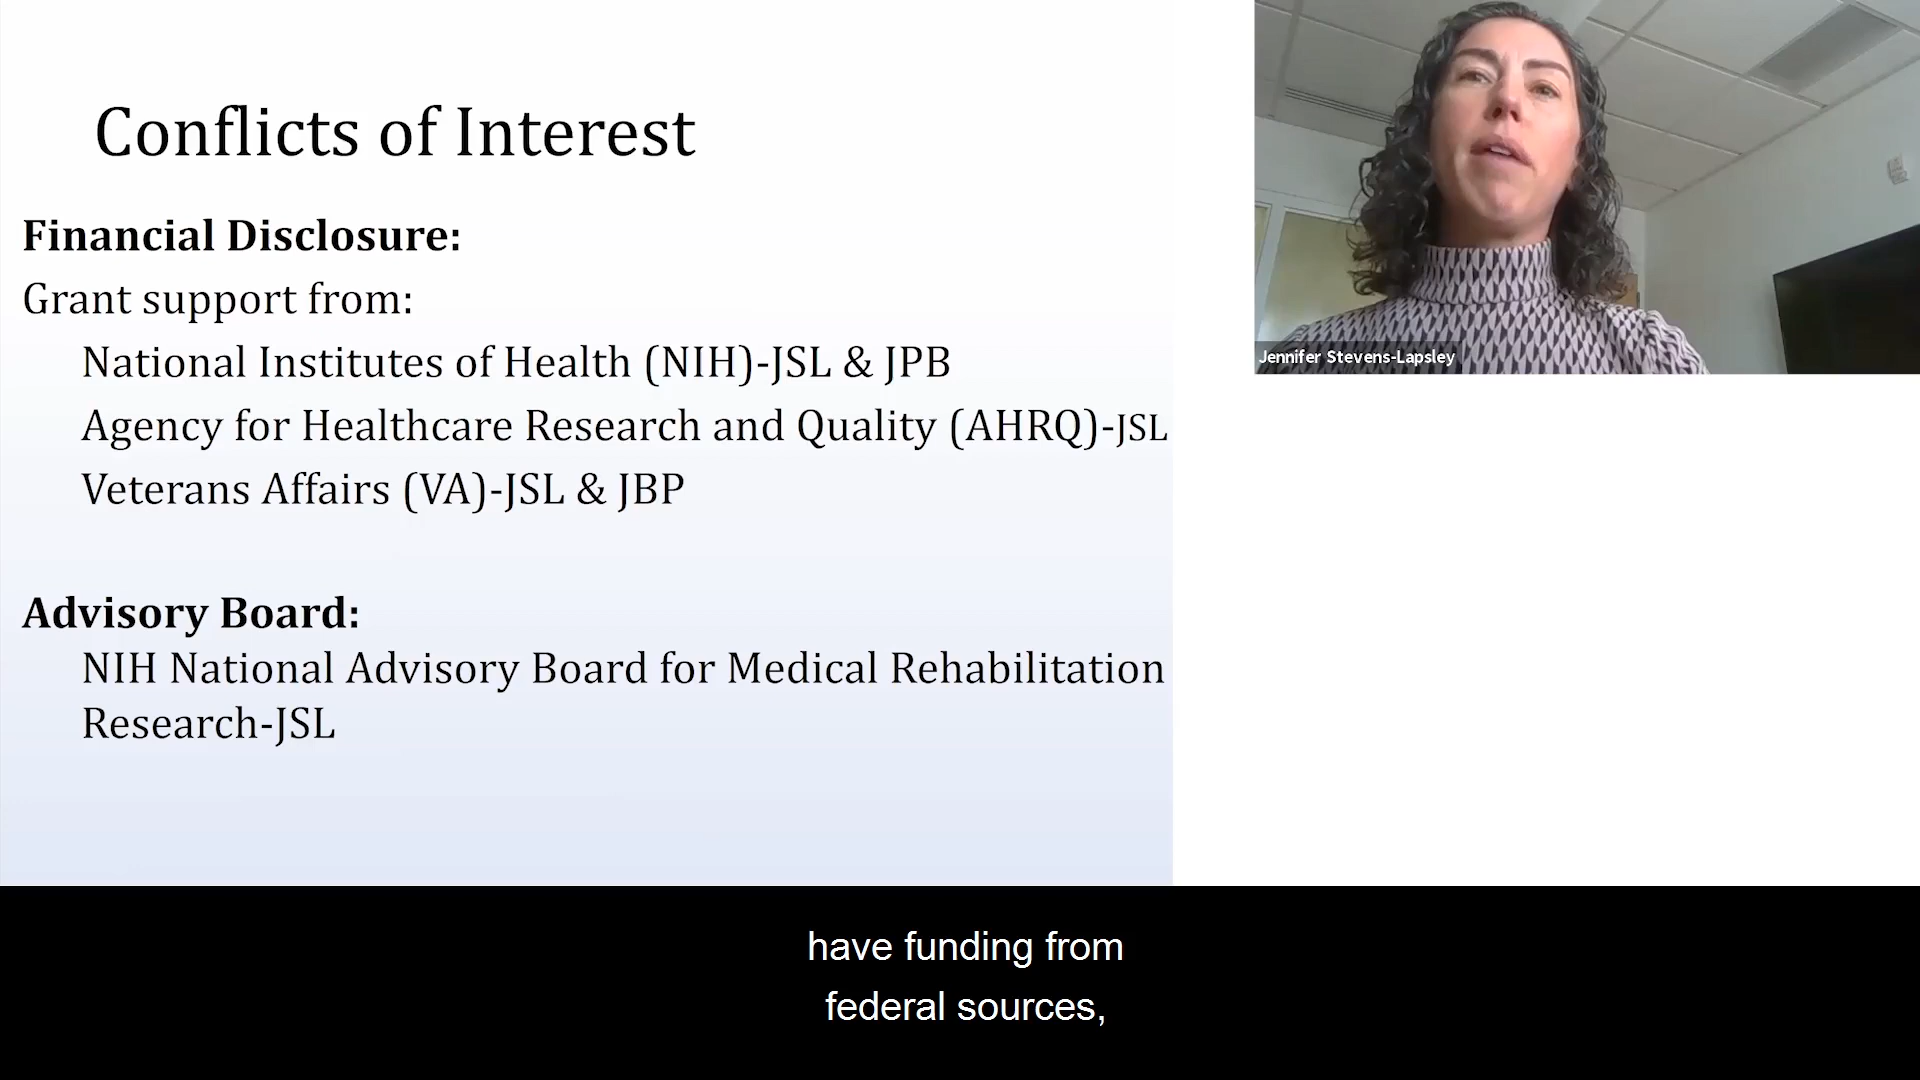 Conflicts of Interest
Financial Disclosure:
Grant support from:
National Institutes of Health (NIH)-JSL & JPB
Agency for Healthcare Research and Quality (AHRQ)-JSL
Veterans Affairs (VA)-JSL & JBP
Advisory Board:
NIH National Advisory Board for Medical Rehabilitation
Research-JSL
Jennifer Stevens-Lapsley
have funding from
federal sources,